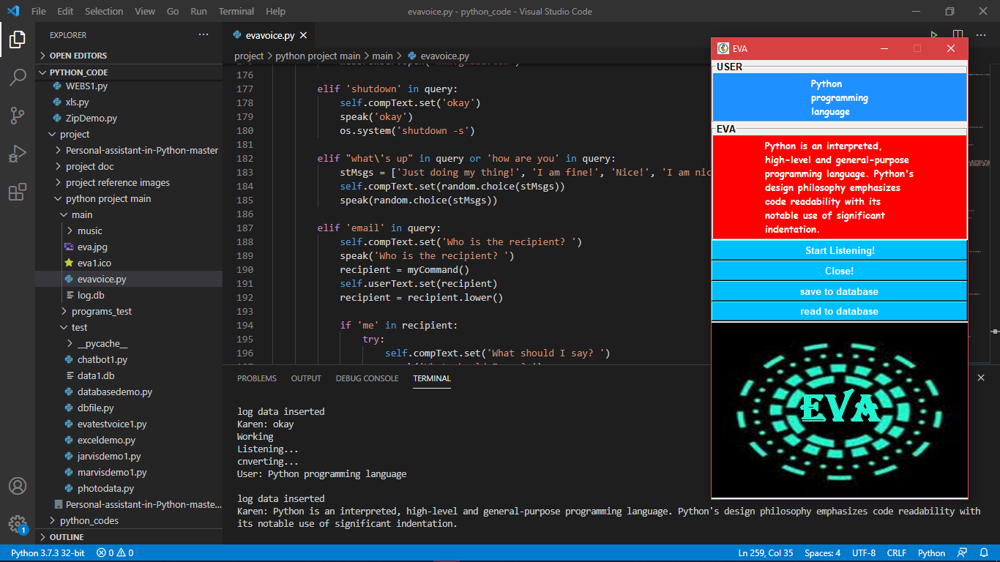 File Edit Selection View Go Run Terminal Help
evavoice.py - python_code - Visual Studio Code
EXPLORER
OPEN EDITORS
PYTHON_CODE
WEBS1.py
xls.py
ZipDemo.py
project
Personal-assistant-in-Python-master
project doc
project reference images
python project main
main
music
eva.jpg
eva1.ico
evavoice.py
log.db
programs_test
test
__pycache__
chatbot1.py
data1.db
databasedemo.py
dbfile.py
evatestvoice1.py
exceldemo.py
jarvisdemo1.py
marvisdemo1.py
photodata.py
Personal-assistant-in-Python-maste...
python_codes
OUTLINE
evavoice.py
project > python project main > main > evavoice.py
176
177 elif 'shutdown' in query:
178 self.compText.set('okay')
179 speak('okay')
180 os.system('shutdown -s')
181
182 elif "what\'s up" in query or 'how are you' in query:
183 stMsgs = ['Just doing my thing!', 'I am fine!', 'Nice!', 'I am nic
184 self.compText.set(random.choice(stMsgs))
185 speak(random.choice(stMsgs))
186
187 elif 'email' in query:
188 self.compText.set('Who is the recipient? ')
189 speak('Who is the recipient? ')
190 recipient = myCommand()
191 self.userText.set(recipient)
192 recipient = recipient.lower()
193
194 if 'me' in recipient:
195 try:
196 self.compText.set('What should I say? ')
PROBLEMS OUTPUT DEBUG CONSOLE TERMINAL
log data inserted
Karen: okay
Working
Listening...
cnverting...
User: Python programming language
log data inserted
Karen: Python is an interpreted, high-level and general-purpose programming language. Python's design philosophy emphasizes code readability with
its notable use of significant indentation.
EVA
USER
Python
programming
language
EVA
Python is an interpreted,
high-level and general-purpose
programming language. Python's
design philosophy emphasizes
code readability with its
notable use of significant
indentation.
Start Listening!
Close!
save to database
read to database
EVA
1
Python 3.7.3 32-bit 0 0
Ln 259, Col 35 Spaces: 4 UTF-8 CRLF Python